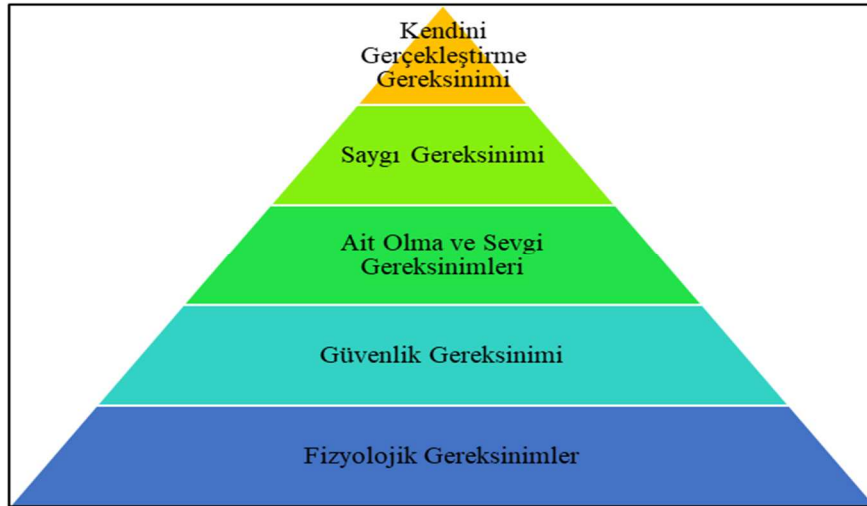 Kendini
Gerçekleştirme
Gereksinimi
Saygı Gereksinimi
Ait Olma ve Sevgi
Gereksinimleri
Güvenlik Gereksinimi
Fizyolojik Gereksinimler